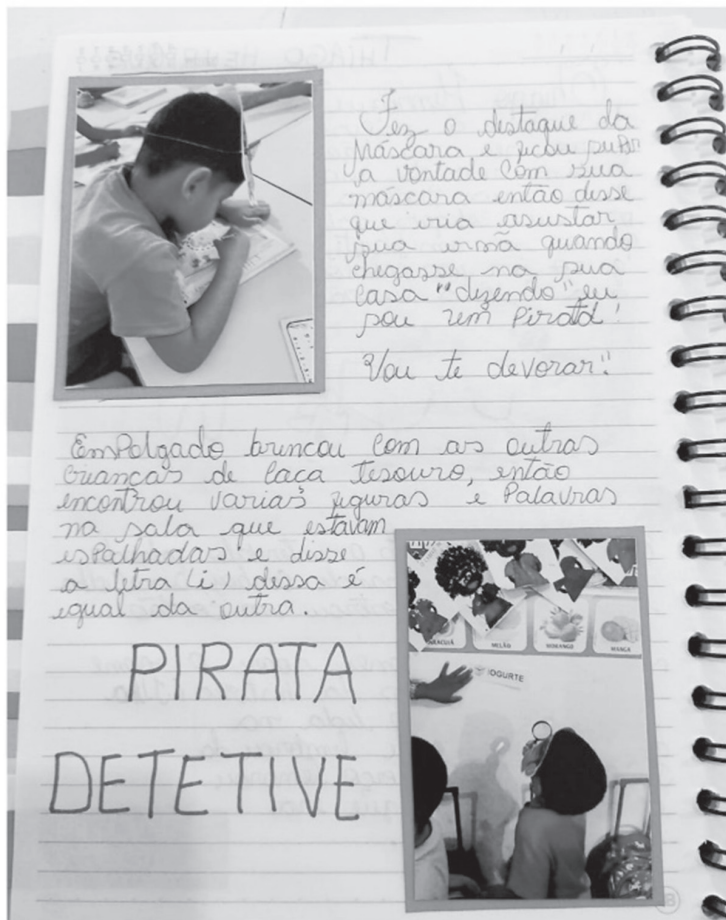 Fez o destaque da
Máscara e ficou super
a vontade com sua
máscara então disse
que iria asustar
sua irmã quando
chegasse na sua
casa "dizendo" eu
sou um Pirata!
"Vou te devorar!"
EmPolgado brincou com as outras
crianças de caça tesouro, então
encontrou varias figuras e Palavras
na sala que estavam
esPalhadas e disse
a letra (i) dessa é
igual da outra.
PIRATA
DETETIVE
MELÃO
MORANGO
IOGURTE